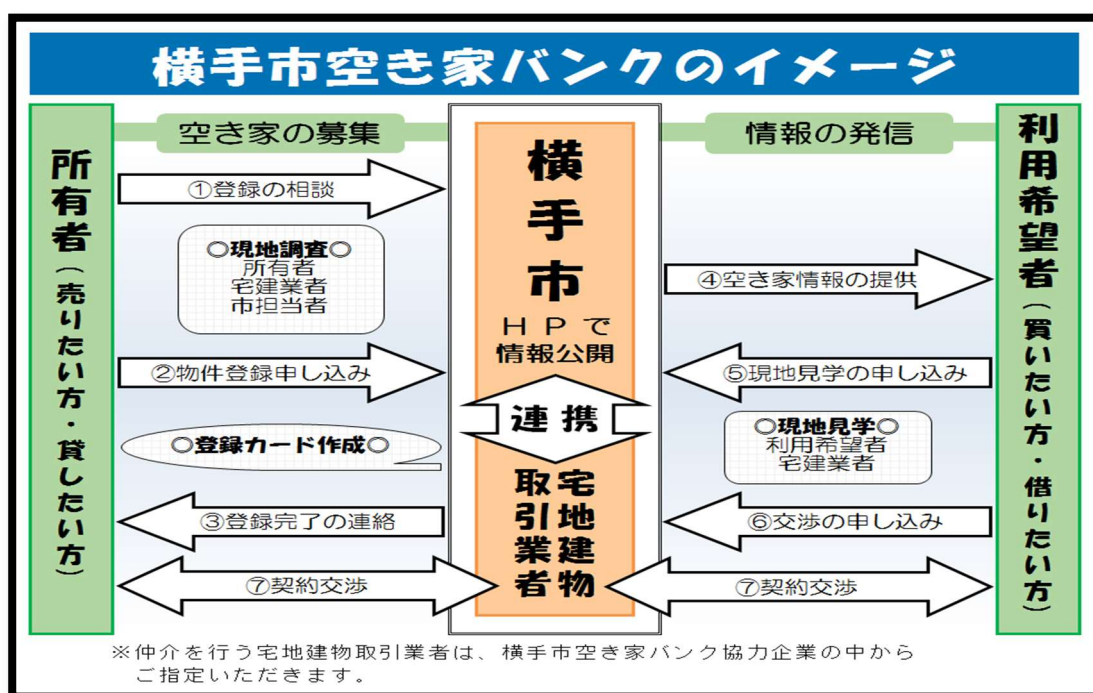 横手市空き家バンクのイメージ
所有者（売りたい方・貸したい方）
空き家の募集
①登録の相談
○現地調査○
所有者
宅建業者
市担当者
②物件登録申し込み
○登録カード作成○
③登録完了の連絡
⑦契約交渉
横手市
ＨＰで
情報公開
連携
宅地建物
取引業者
情報の発信
④空き家情報の提供
⑤現地見学の申し込み
○現地見学○
利用希望者
宅建業者
⑥交渉の申し込み
⑦契約交渉
利用希望者（買いたい方・借りたい方）
※仲介を行う宅地建物取引業者は、横手市空き家バンク協力企業の中から
ご指定いただきます。